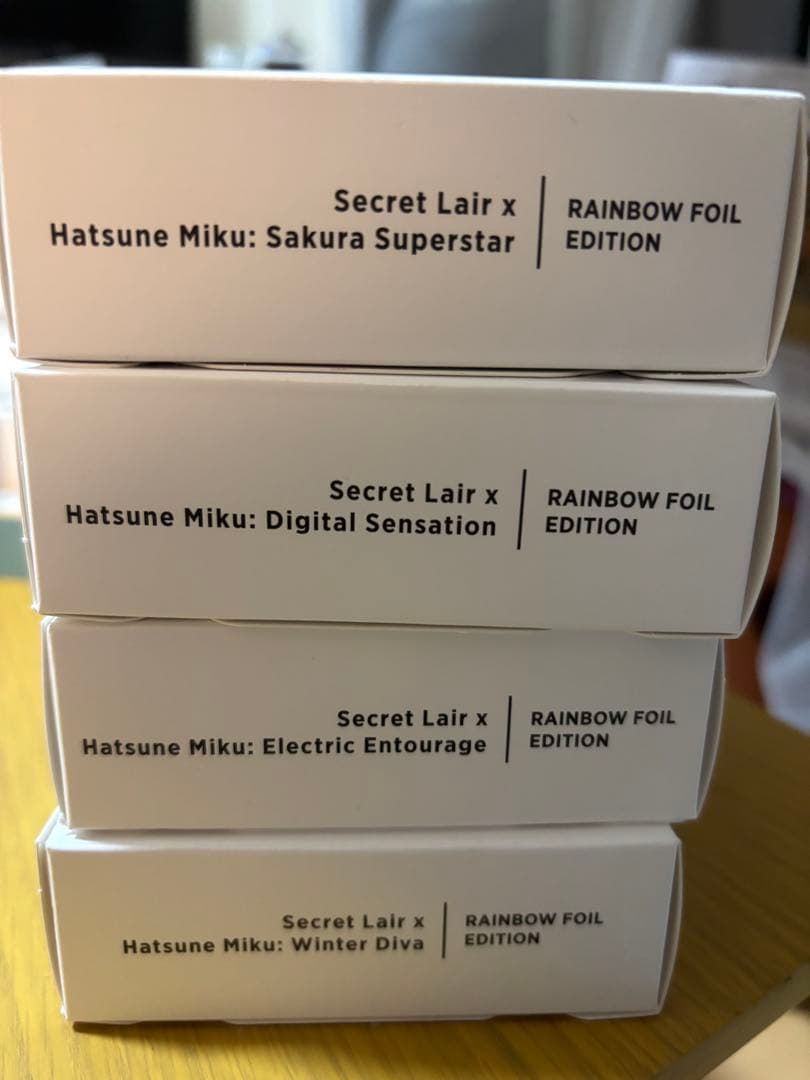 Secret Lair x
Hatsune Miku: Sakura Superstar
RAINBOW FOIL
EDITION
Secret Lair x
Hatsune Miku: Digital Sensation
RAINBOW FOIL
EDITION
Secret Lair x
Hatsune Miku: Electric Entourage
RAINBOW FOIL
EDITION
Secret Lair x
Hatsune Miku: Winter Diva
RAINBOW FOIL
EDITION